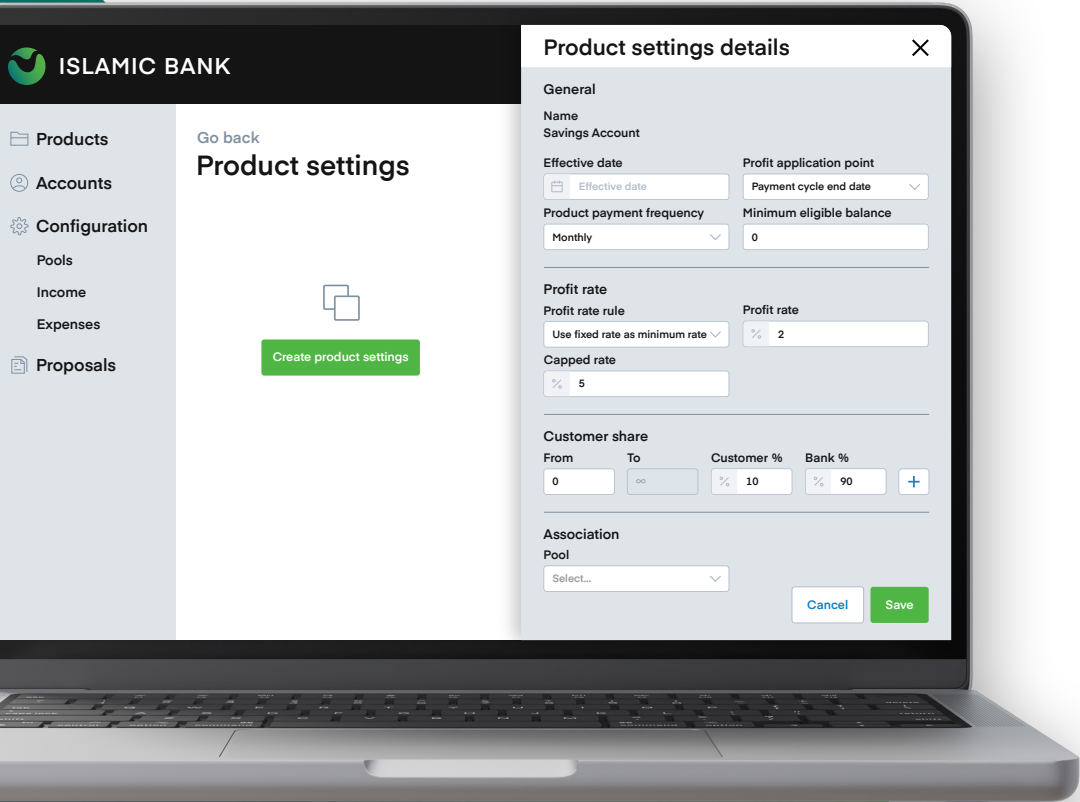 ISLAMIC BANK
Products
Accounts
Configuration
Pools
Income
Expenses
Proposals
Go back
Product settings
Create product settings
Product settings details
General
Name
Savings Account
Effective date
Profit application point
Effective date
Payment cycle end date
Product payment frequency
Minimum eligible balance
Monthly
0
Profit rate
Profit rate rule
Profit rate
Use fixed rate as minimum rate
% 2
Capped rate
% 5
Customer share
From
To
Customer %
Bank %
0
∞
% 10
% 90
+
Association
Pool
Select...
Cancel
Save